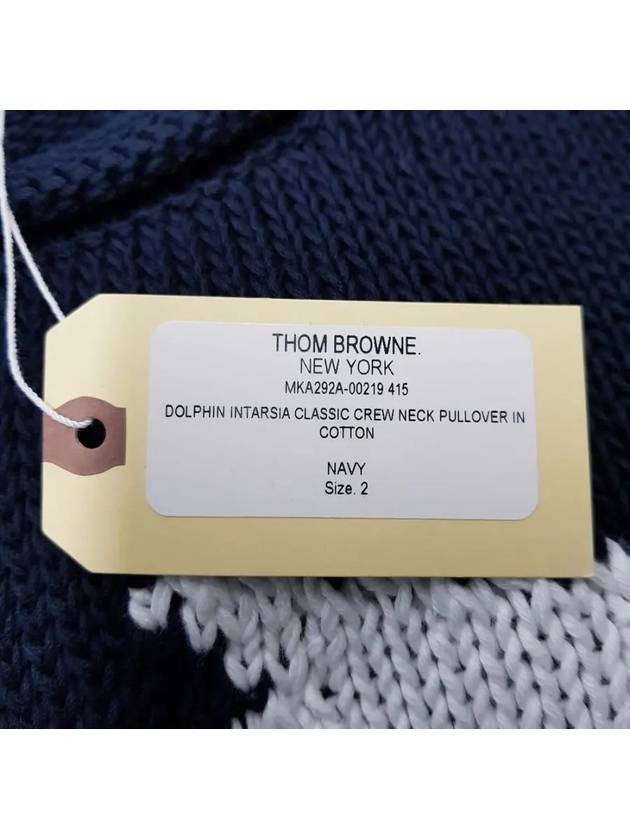 THOM BROWNE.
NEW YORK
MKA292A-00219 415
DOLPHIN INTARSIA CLASSIC CREW NECK PULLOVER IN
COTTON
NAVY
Size. 2